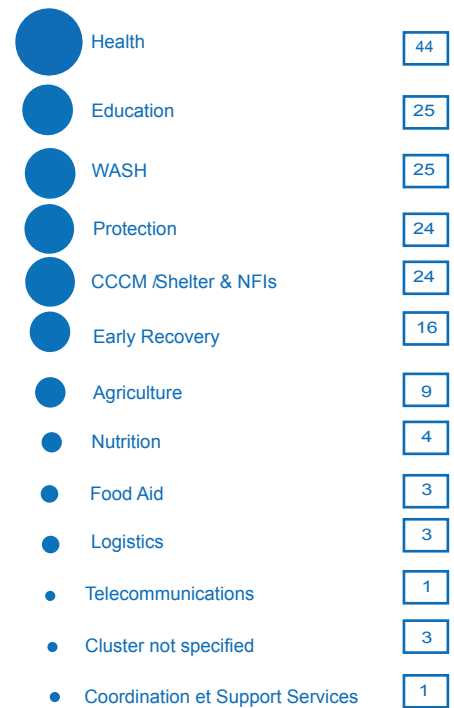 Health 44
Education 25
WASH 25
Protection 24
CCCM /Shelter & NFIs 24
Early Recovery 16
Agriculture 9
Nutrition 4
Food Aid 3
Logistics 3
Telecommunications 1
Cluster not specified 3
Coordination et Support Services 1